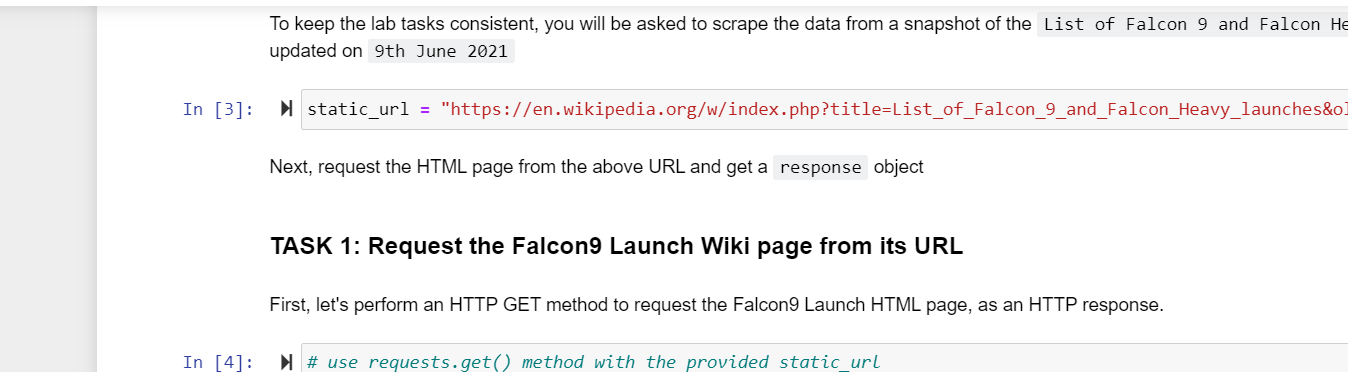 To keep the lab tasks consistent, you will be asked to scrape the data from a snapshot of the List of Falcon 9 and Falcon He
updated on 9th June 2021
In [3]: static_url = "https://en.wikipedia.org/w/index.php?title=List_of_Falcon_9_and_Falcon_Heavy_launches&ol
Next, request the HTML page from the above URL and get a response object
TASK 1: Request the Falcon9 Launch Wiki page from its URL
First, let's perform an HTTP GET method to request the Falcon9 Launch HTML page, as an HTTP response.
In [4]: # use requests.get() method with the provided static_url